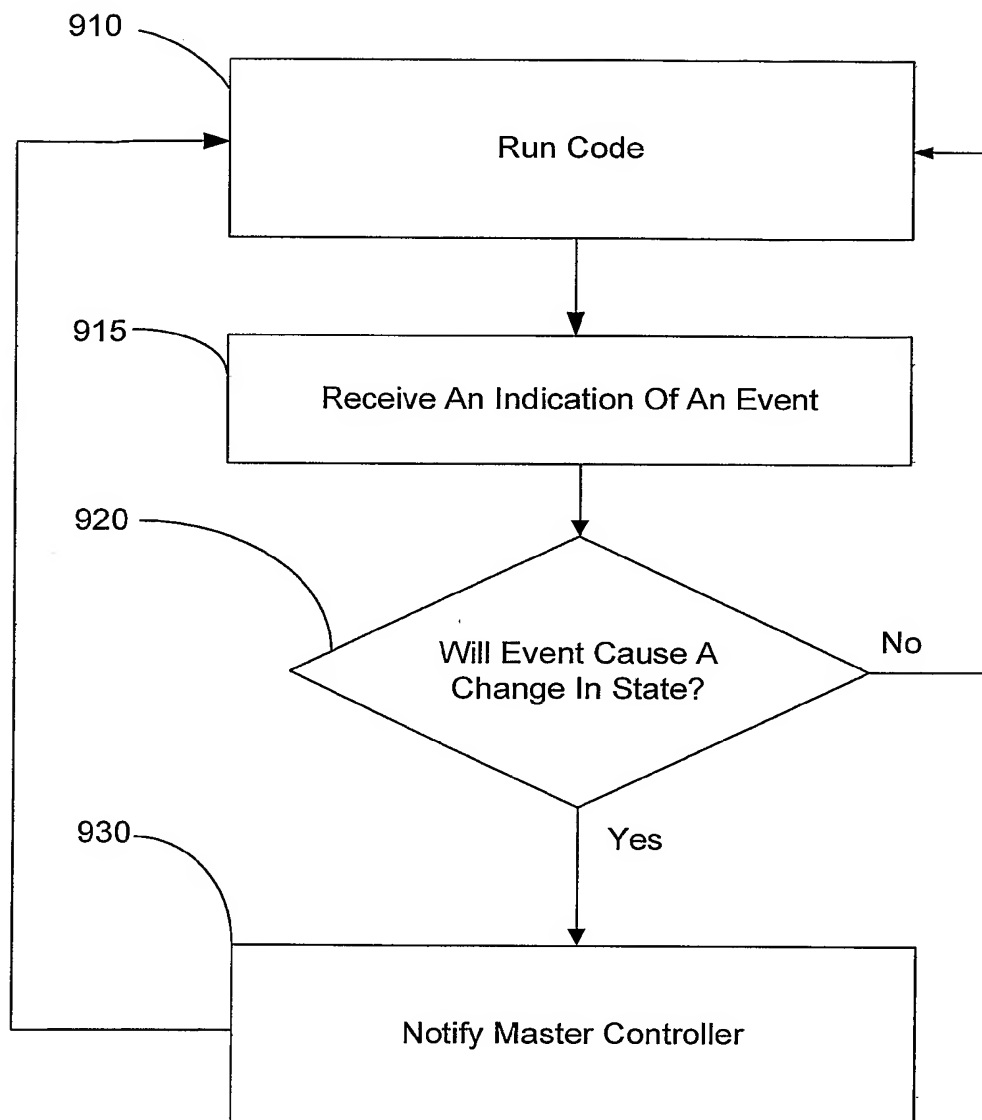 910
Run Code
915
Receive An Indication Of An Event
920
Will Event Cause A
Change In State?
No
Yes
930
Notify Master Controller